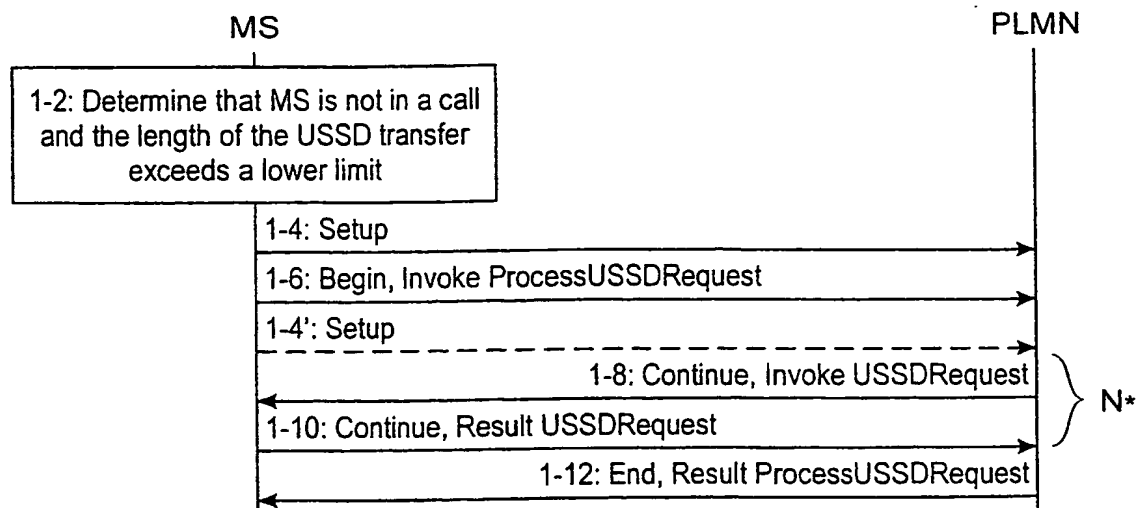 MS
PLMN
1-2: Determine that MS is not in a call
and the length of the USSD transfer
exceeds a lower limit
1-4: Setup
1-6: Begin, Invoke ProcessUSSDRequest
1-4': Setup
1-8: Continue, Invoke USSDRequest
N*
1-10: Continue, Result USSDRequest
1-12: End, Result ProcessUSSDRequest